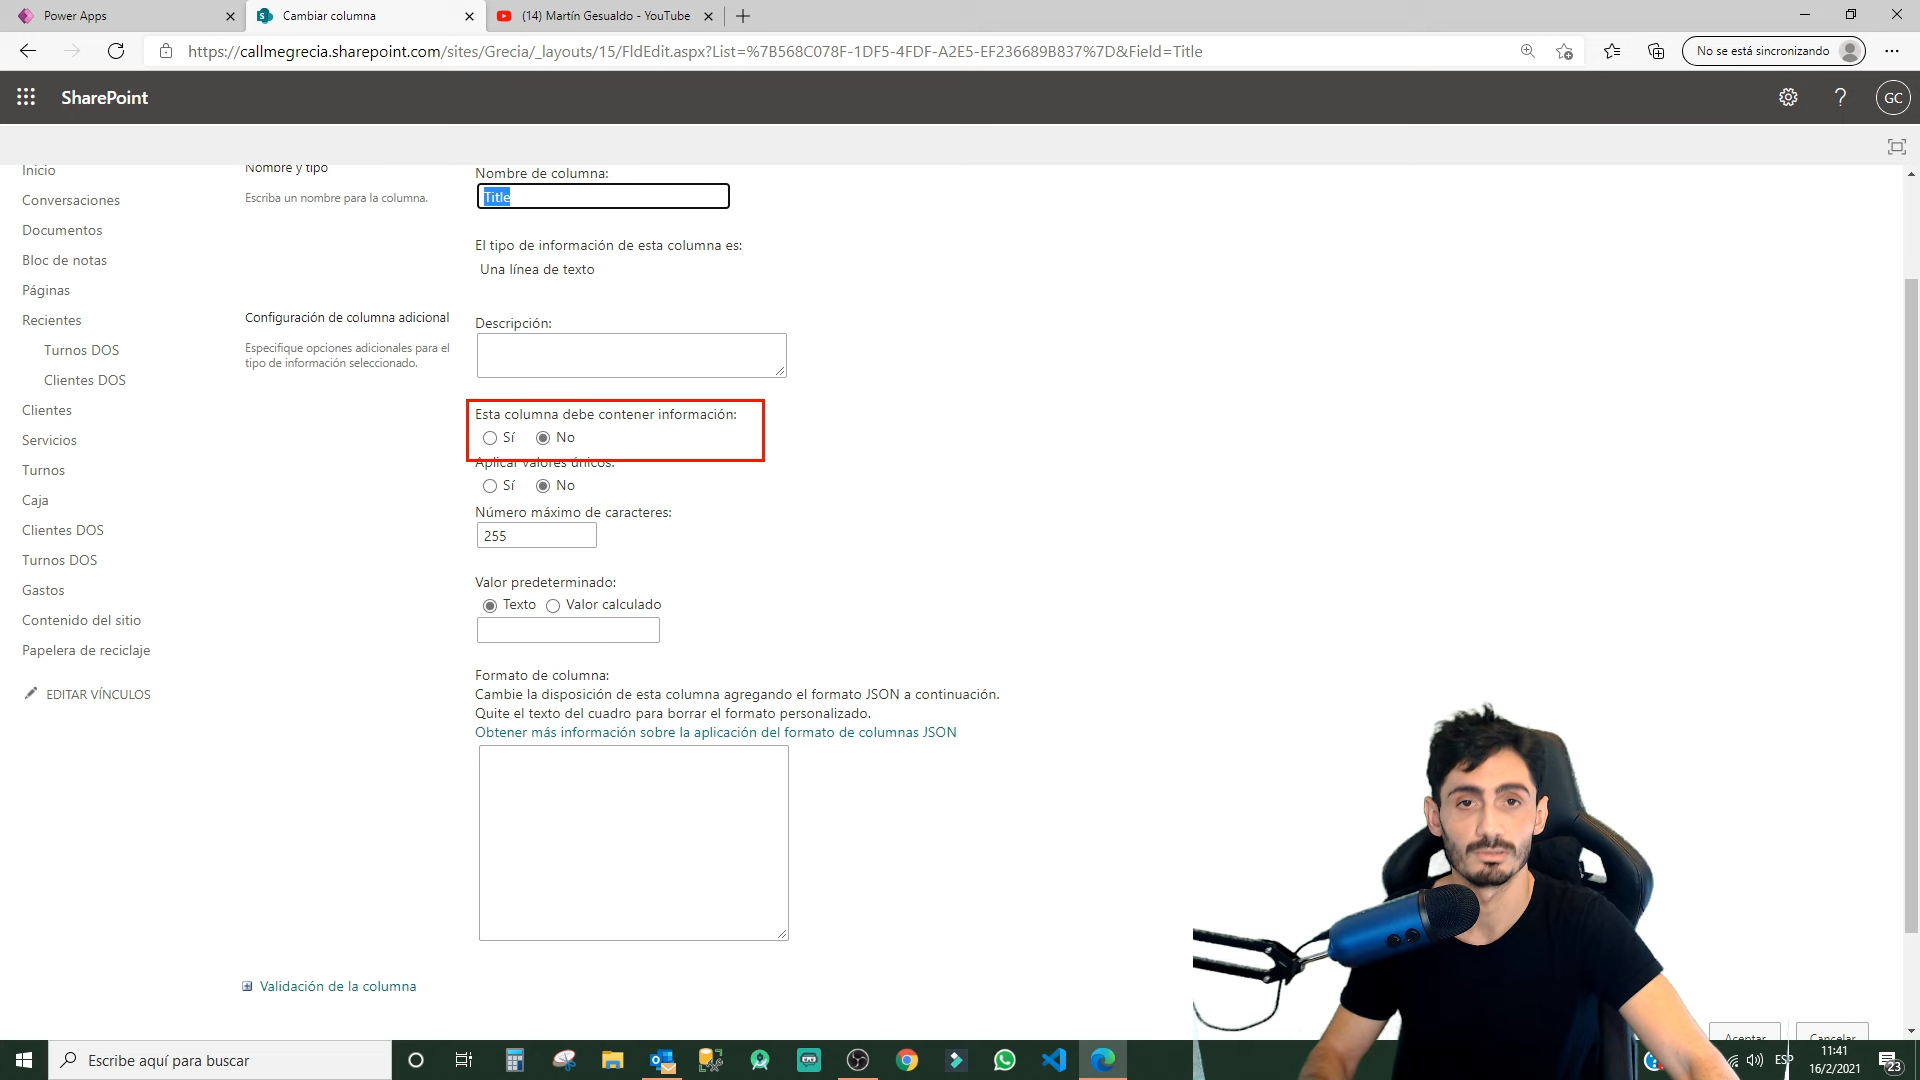 Power Apps
Cambiar columna
(14) Martín Gesualdo - YouTube
https://callmegrecia.sharepoint.com/sites/Grecia/_layouts/15/FldEdit.aspx?List=%7B568C078F-1DF5-4FDF-A2E5-EF236689B837%7D&Field=Title
No se está sincronizando
SharePoint
GC
Inicio
Conversaciones
Documentos
Bloc de notas
Páginas
Recientes
Turnos DOS
Clientes DOS
Clientes
Servicios
Turnos
Caja
Clientes DOS
Turnos DOS
Gastos
Contenido del sitio
Papelera de reciclaje
EDITAR VÍNCULOS
Nombre y tipo
Escriba un nombre para la columna.
Nombre de columna:
Title
El tipo de información de esta columna es:
Una línea de texto
Configuración de columna adicional
Especifique opciones adicionales para el
tipo de información seleccionado.
Descripción:
Esta columna debe contener información:
Sí No
Aplicar valores únicos:
Sí No
Número máximo de caracteres:
255
Valor predeterminado:
Texto Valor calculado
Formato de columna:
Cambie la disposición de esta columna agregando el formato JSON a continuación.
Quite el texto del cuadro para borrar el formato personalizado.
Obtener más información sobre la aplicación del formato de columnas JSON
Validación de la columna
Aceptar
Cancelar
Escribe aquí para buscar
ESP
11:41
16/2/2021
23